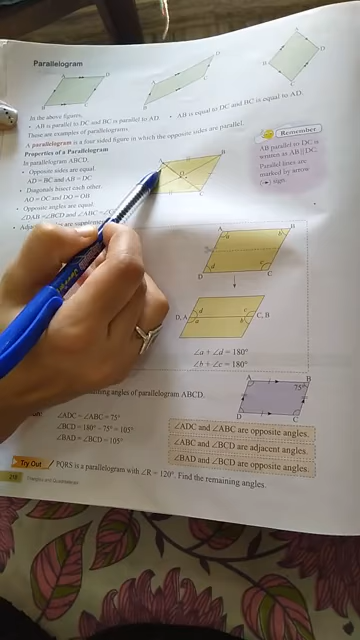 Parallelogram
In the above figures,
• AB is parallel to DC and BC is parallel to AD. • AB is equal to DC and BC is equal to AD.
These are examples of parallelograms.
A parallelogram is a four sided figure in which the opposite sides are parallel.
Properties of a Parallelogram
In parallelogram ABCD,
• Opposite sides are equal.
AD = BC and AB = DC
• Diagonals bisect each other.
AO = OC and DO = OB
• Opposite angles are equal.
∠DAB = ∠BCD and ∠ABC =
are supplementary
Remember
AB parallel to DC is
written as AB || DC.
Parallel lines are
marked by arrow
sign.
A B
a b
d c
D C
D, A C, B
d c
a b
∠a + ∠d = 180°
∠b + ∠c = 180°
angles of parallelogram ABCD.
A B
75°
D C
∠ADC = ∠ABC = 75°
∠BCD = 180° - 75° = 105°
∠BAD = ∠BCD = 105°
∠ADC and ∠ABC are opposite angles.
∠ABC and ∠BCD are adjacent angles.
∠BAD and ∠BCD are opposite angles.
Try Out PQRS is a parallelogram with ∠R = 120°. Find the remaining angles.